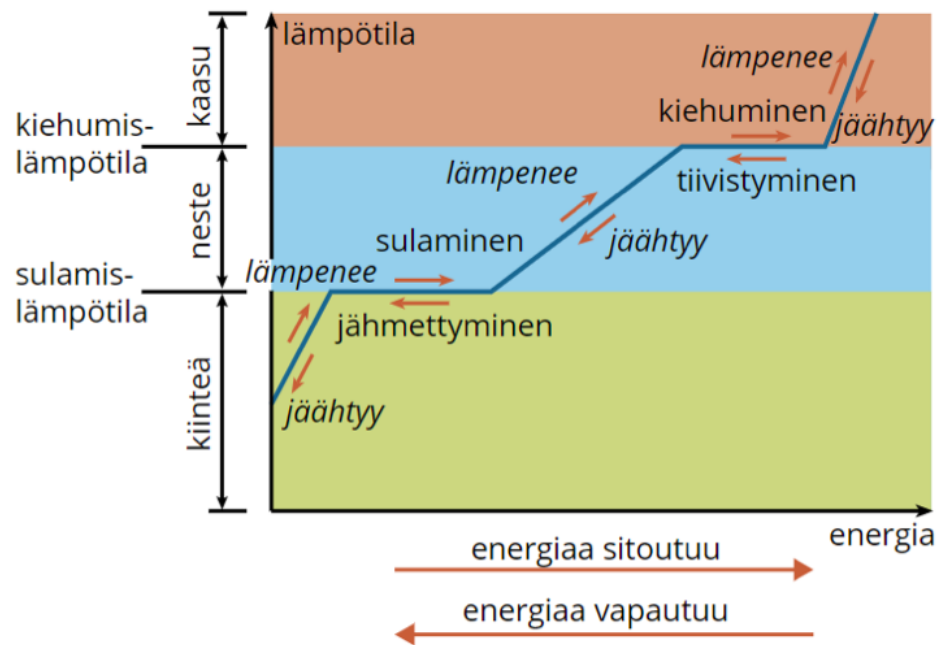 lämpötila
kaasu
lämpenee
kiehuminen
jäähtyy
kiehumis-
lämpötila
tiivistyminen
lämpenee
neste
sulaminen
jäähtyy
lämpenee
sulamis-
lämpötila
jähmettyminen
kiinteä
jäähtyy
energia
energiaa sitoutuu
energiaa vapautuu